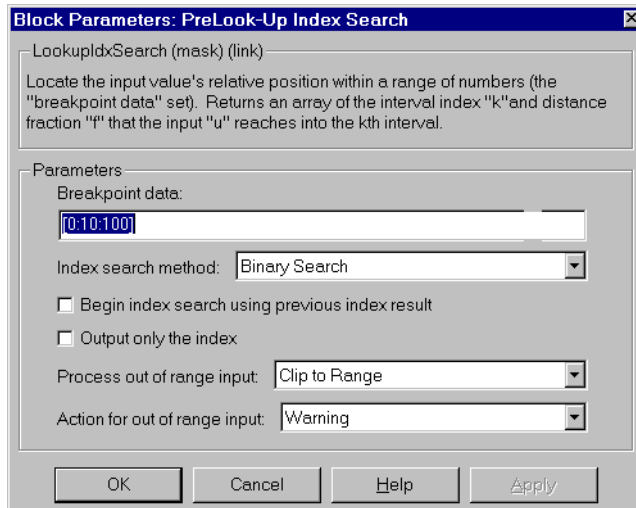 Block Parameters: PreLook-Up Index Search
LookupIdxSearch (mask) (link)
Locate the input value's relative position within a range of numbers (the
"breakpoint data" set). Returns an array of the interval index "k"and distance
fraction "f" that the input "u" reaches into the kth interval.
Parameters
Breakpoint data:
[0:10:100]
Index search method: Binary Search
Begin index search using previous index result
Output only the index
Process out of range input: Clip to Range
Action for out of range input: Warning
OK Cancel Help Apply